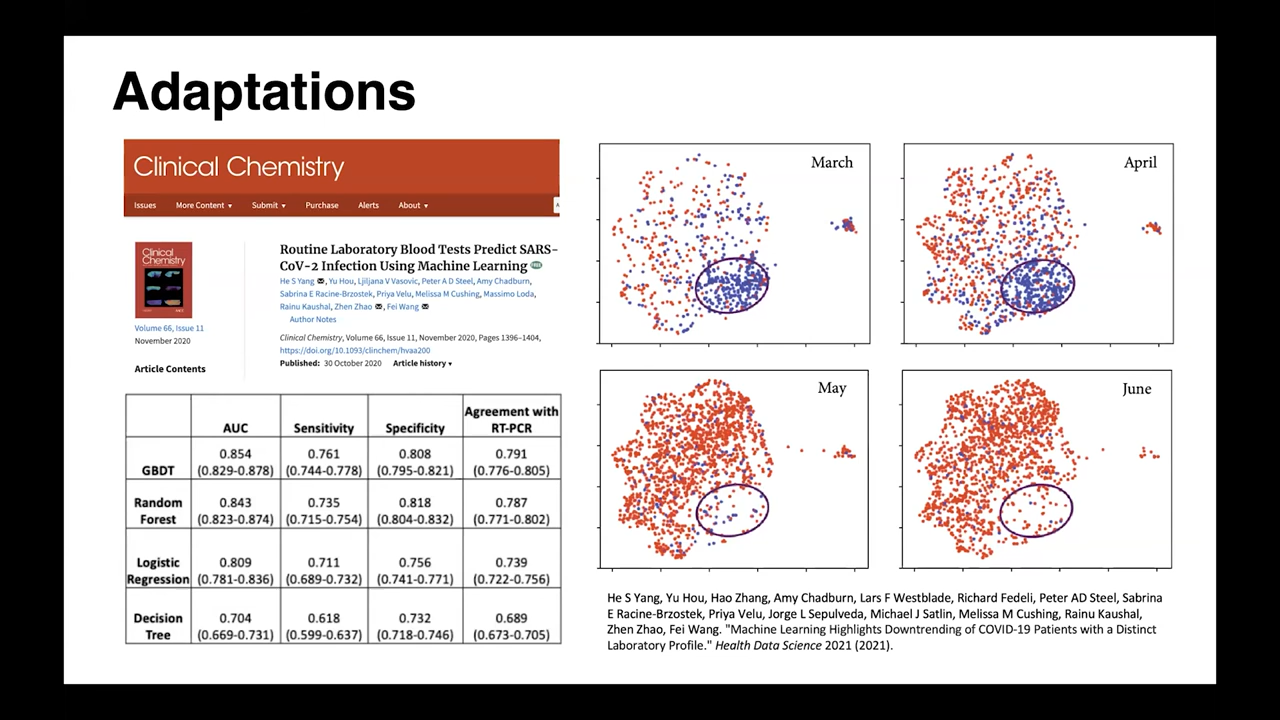 Adaptations
Clinical Chemistry
Issues More Content ▾ Submit ▾ Purchase Alerts About ▾
Clinical
Chemistry
Volume 66, Issue 11
November 2020
Article Contents
Routine Laboratory Blood Tests Predict SARS-
CoV-2 Infection Using Machine Learning
He S Yang, Yu Hou, Ljiljana V Vasovic, Peter A D Steel, Amy Chadburn,
Sabrina E Racine-Brzostek, Priya Velu, Melissa M Cushing, Massimo Loda,
Rainu Kaushal, Zhen Zhao, Fei Wang
Author Notes
Clinical Chemistry, Volume 66, Issue 11, November 2020, Pages 1396–1404,
https://doi.org/10.1093/clinchem/hvaa200
Published: 30 October 2020 Article history ▾
Agreement with
AUC Sensitivity Specificity RT-PCR
0.854 0.761 0.808 0.791
GBDT (0.829-0.878) (0.744-0.778) (0.795-0.821) (0.776-0.805)
Random 0.843 0.735 0.818 0.787
Forest (0.823-0.874) (0.715-0.754) (0.804-0.832) (0.771-0.802)
Logistic 0.809 0.711 0.756 0.739
Regression (0.781-0.836) (0.689-0.732) (0.741-0.771) (0.722-0.756)
Decision 0.704 0.618 0.732 0.689
Tree (0.669-0.731) (0.599-0.637) (0.718-0.746) (0.673-0.705)
March
April
May
June
He S Yang, Yu Hou, Hao Zhang, Amy Chadburn, Lars F Westblade, Richard Fedeli, Peter AD Steel, Sabrina
E Racine-Brzostek, Priya Velu, Jorge L Sepulveda, Michael J Satlin, Melissa M Cushing, Rainu Kaushal,
Zhen Zhao, Fei Wang. "Machine Learning Highlights Downtrending of COVID-19 Patients with a Distinct
Laboratory Profile." Health Data Science 2021 (2021).